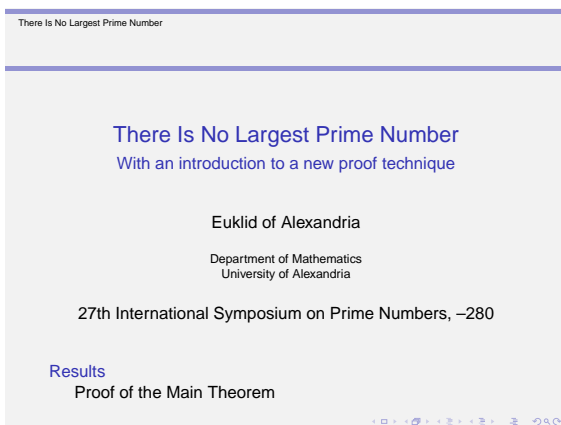 There Is No Largest Prime Number
There Is No Largest Prime Number
With an introduction to a new proof technique
Euklid of Alexandria
Department of Mathematics
University of Alexandria
27th International Symposium on Prime Numbers, –280
Results
Proof of the Main Theorem